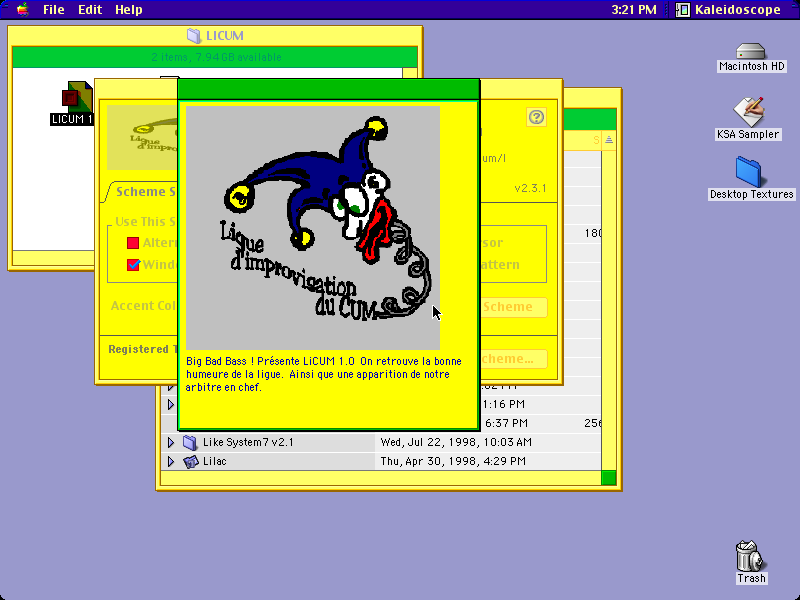 File Edit Help
3:21 PM
Kaleidoscope
LICUM
2 items, 7.94GB available
Macintosh HD
LICUM 1
KSA Sampler
um/l
v2.3.1
Desktop Textures
Scheme S
Use This S
Altern
Windo
Accent Col
Registered
sor
attern
Scheme
cheme...
180
Ligue
d'improvisation
du CUM
Big Bad Bass ! Présente LiCUM 1.0 On retrouve la bonne
humeure de la ligue. Ainsi que une apparition de notre
arbitre en chef.
1:16 PM
6:37 PM
256
Like System7 v2.1
Wed, Jul 22, 1998, 10:03 AM
Lilac
Thu, Apr 30, 1998, 4:29 PM
Trash